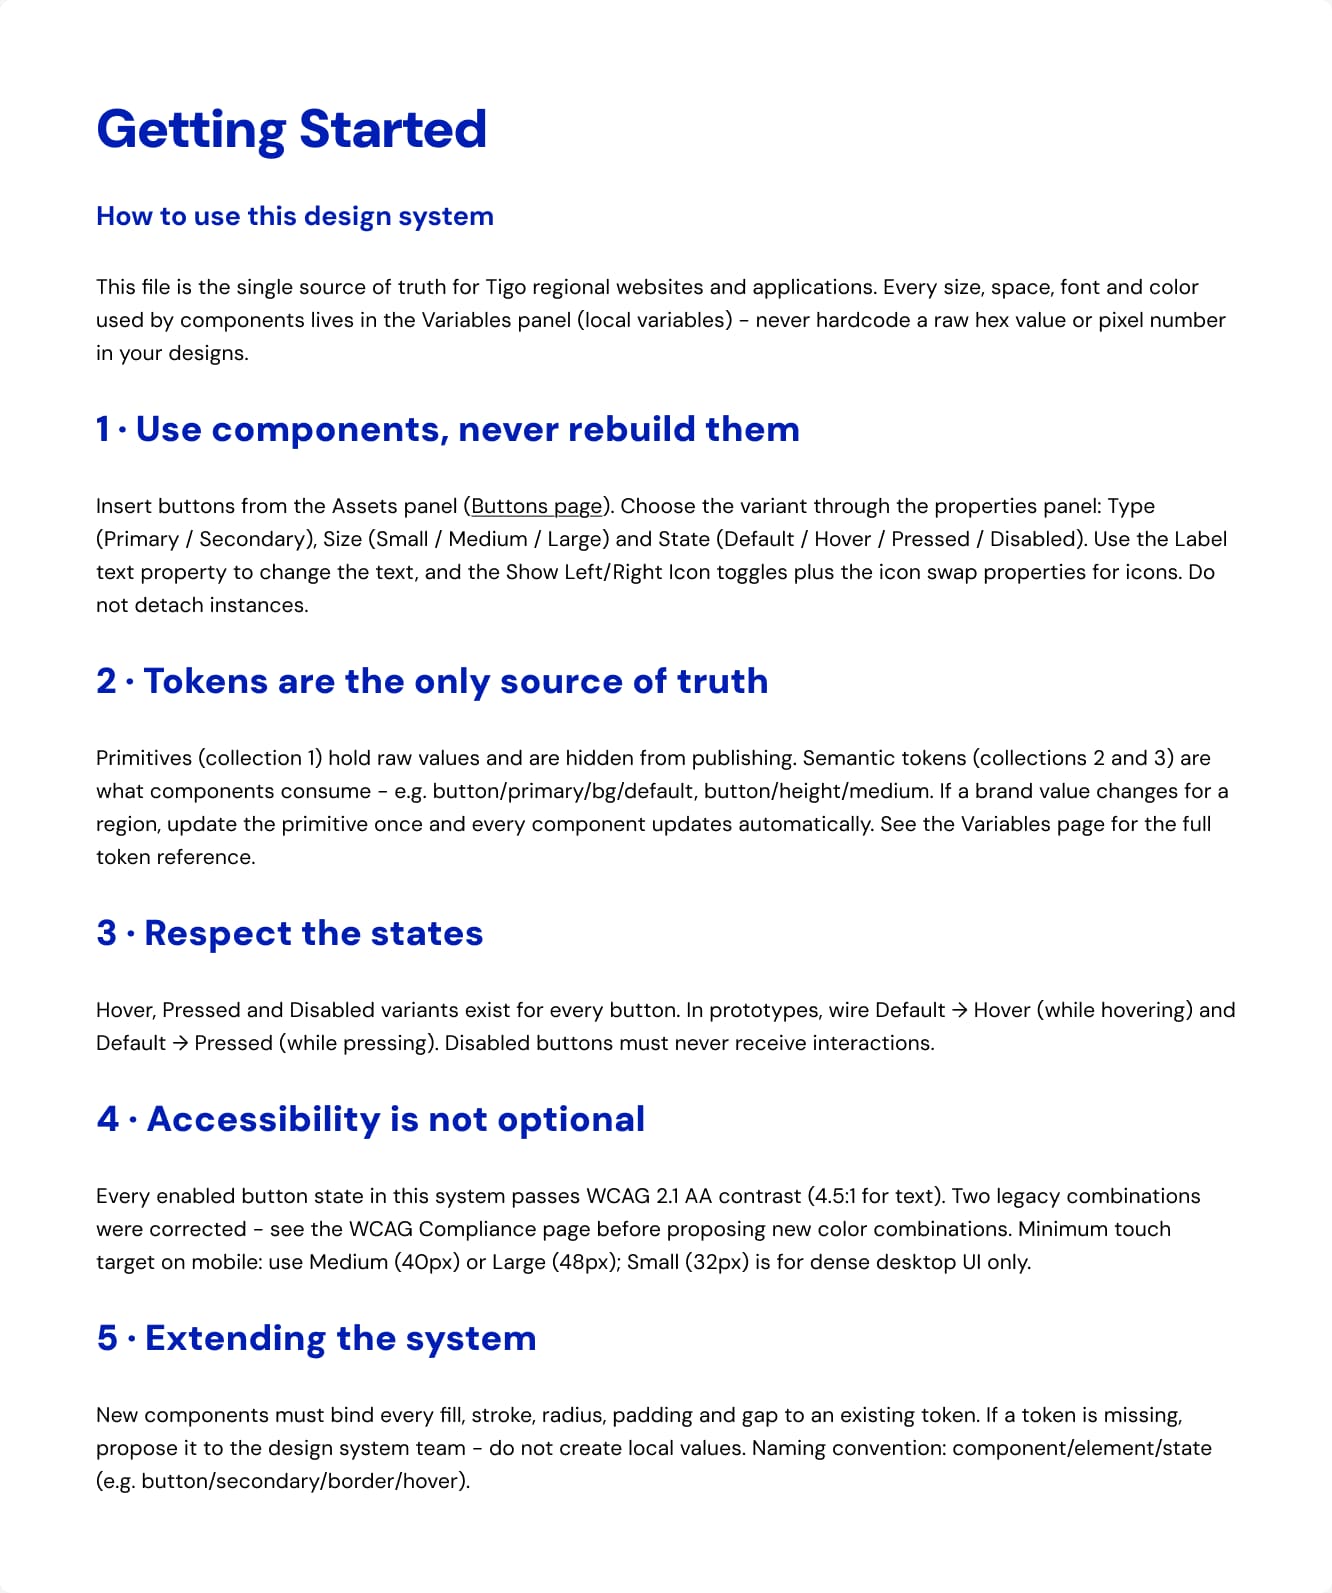 Getting Started
How to use this design system
This file is the single source of truth for Tigo regional websites and applications. Every size, space, font and color
used by components lives in the Variables panel (local variables) – never hardcode a raw hex value or pixel number
in your designs.
1 · Use components, never rebuild them
Insert buttons from the Assets panel (Buttons page). Choose the variant through the properties panel: Type
(Primary / Secondary), Size (Small / Medium / Large) and State (Default / Hover / Pressed / Disabled). Use the Label
text property to change the text, and the Show Left/Right Icon toggles plus the icon swap properties for icons. Do
not detach instances.
2 · Tokens are the only source of truth
Primitives (collection 1) hold raw values and are hidden from publishing. Semantic tokens (collections 2 and 3) are
what components consume – e.g. button/primary/bg/default, button/height/medium. If a brand value changes for a
region, update the primitive once and every component updates automatically. See the Variables page for the full
token reference.
3 · Respect the states
Hover, Pressed and Disabled variants exist for every button. In prototypes, wire Default → Hover (while hovering) and
Default → Pressed (while pressing). Disabled buttons must never receive interactions.
4 · Accessibility is not optional
Every enabled button state in this system passes WCAG 2.1 AA contrast (4.5:1 for text). Two legacy combinations
were corrected – see the WCAG Compliance page before proposing new color combinations. Minimum touch
target on mobile: use Medium (40px) or Large (48px); Small (32px) is for dense desktop UI only.
5 · Extending the system
New components must bind every fill, stroke, radius, padding and gap to an existing token. If a token is missing,
propose it to the design system team – do not create local values. Naming convention: component/element/state
(e.g. button/secondary/border/hover).